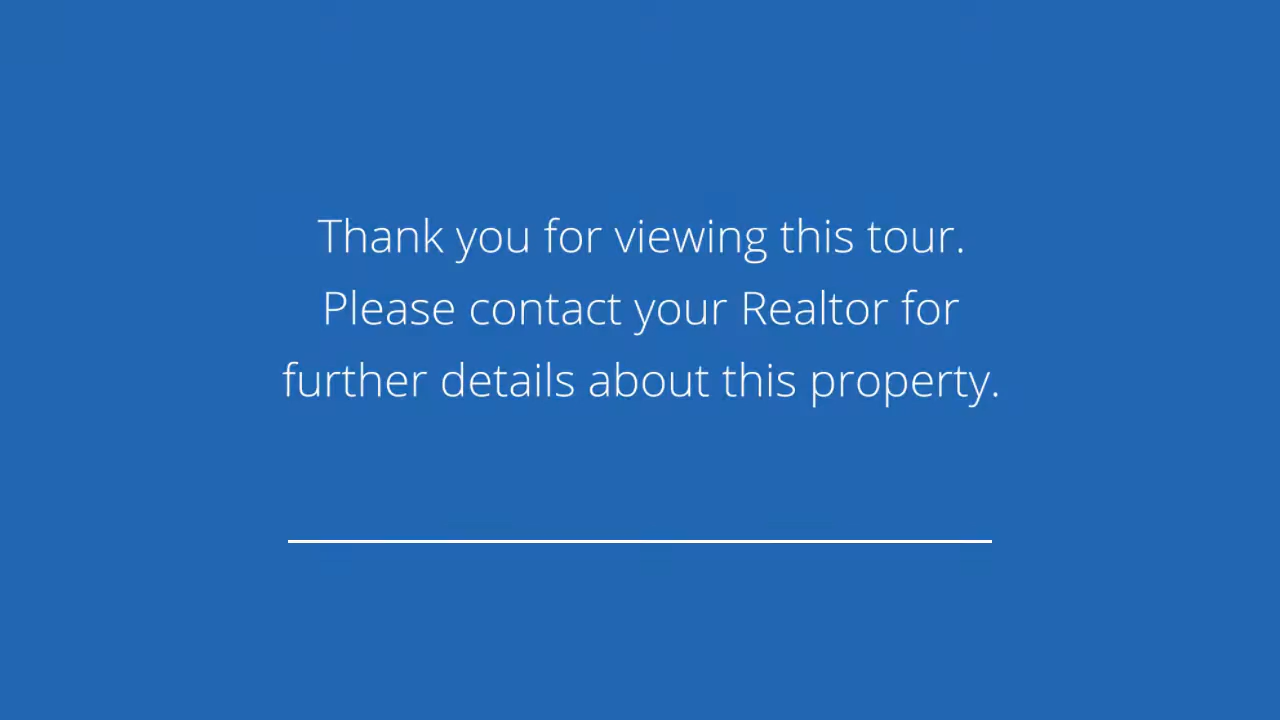 Thank you for viewing this tour.
Please contact your Realtor for
further details about this property.